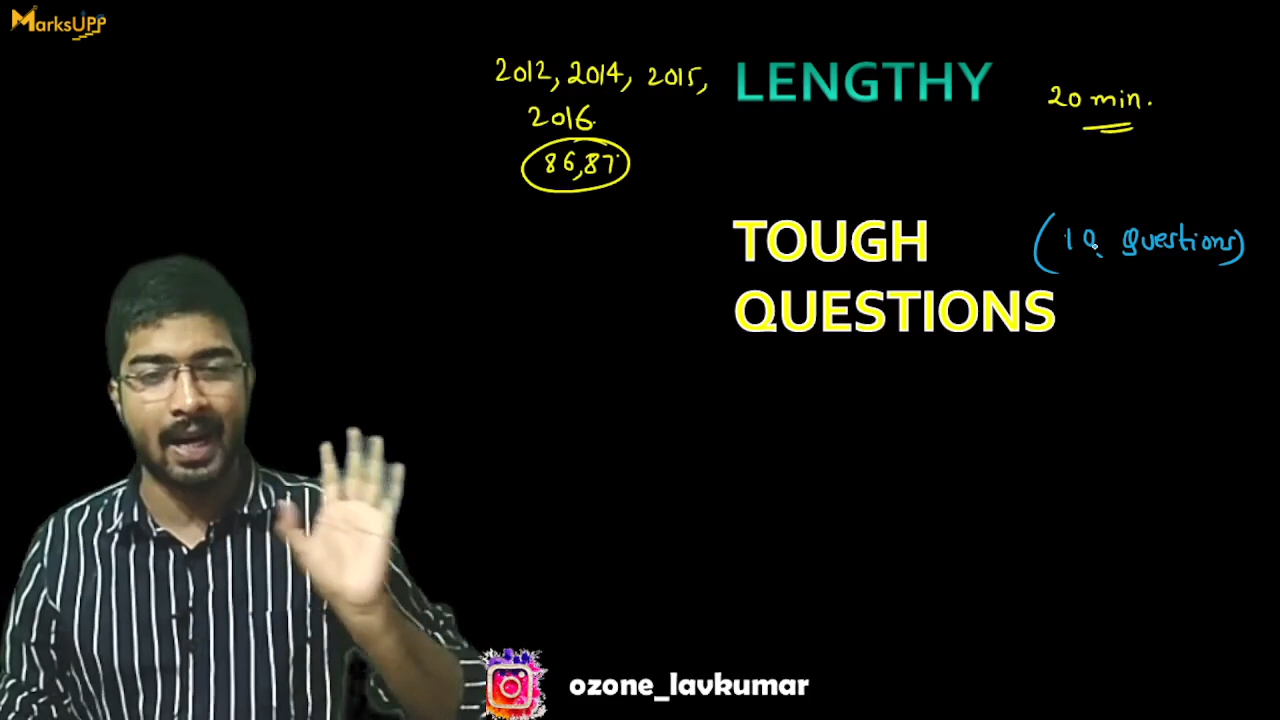 MarksUPP
2012, 2014, 2015,
2016.
86,87
LENGTHY
20 min.
TOUGH
QUESTIONS
(10 questions)
ozone_lavkumar